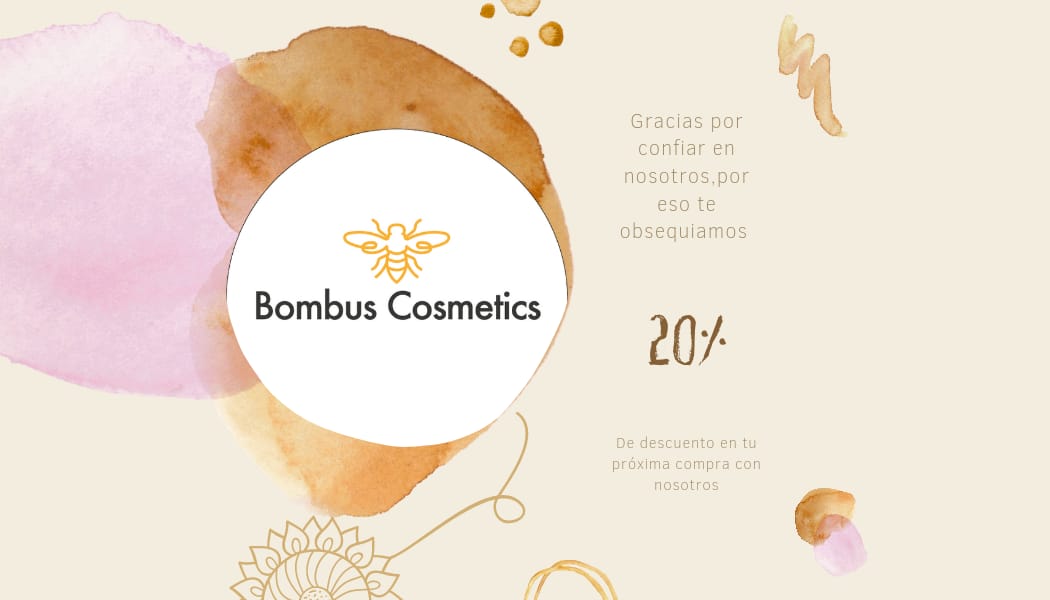 Bombus Cosmetics
Gracias por
confiar en
nosotros,por
eso te
obsequiamos
20%
De descuento en tu
próxima compra con
nosotros